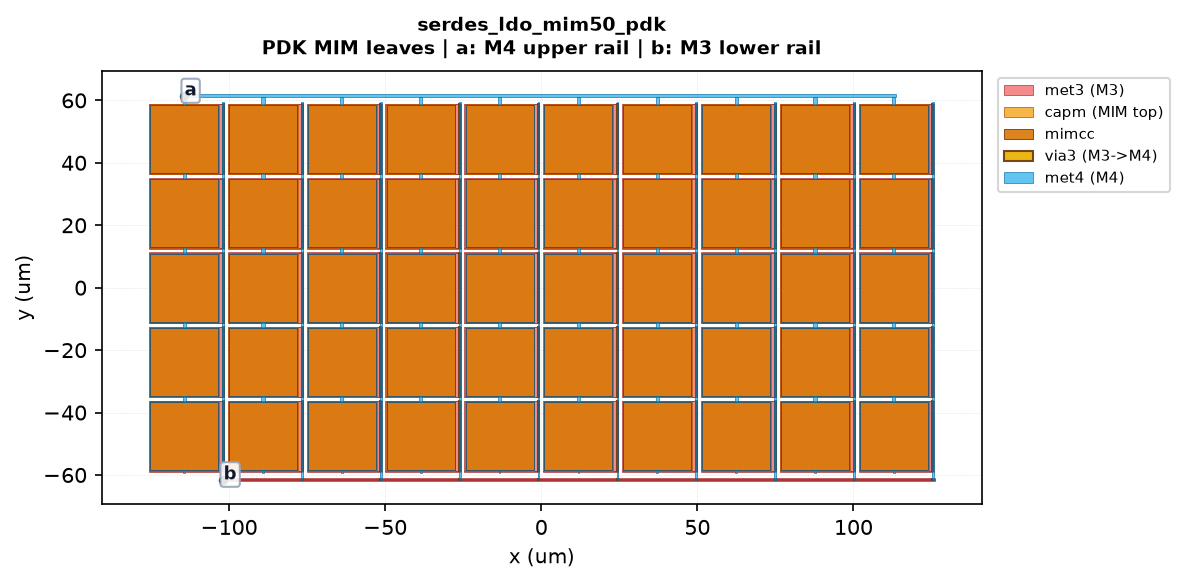 serdes_ldo_mim50_pdk
PDK MIM leaves | a: M4 upper rail | b: M3 lower rail
a
b
60
40
20
0
−20
−40
−60
y (um)
−100
−50
0
50
100
x (um)
met3 (M3)
capm (MIM top)
mimcc
via3 (M3->M4)
met4 (M4)